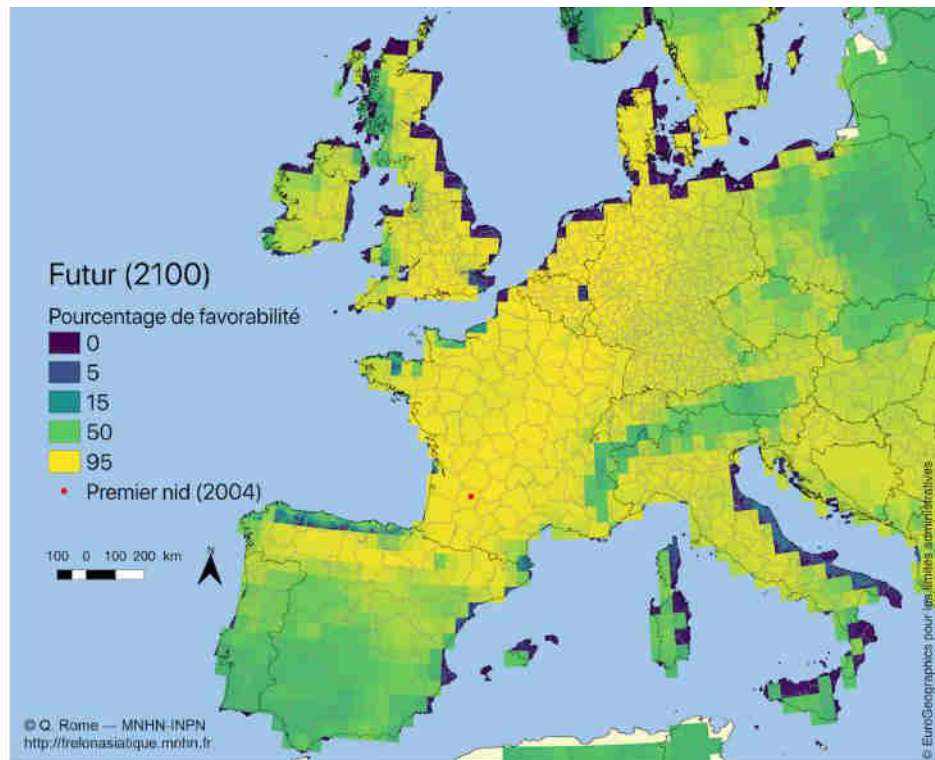 Futur (2100)
Pourcentage de favorabilité
0
5
15
50
95
Premier nid (2004)
100 0 100 200 km
N
© Q. Rome — MNHN-INPN
http://frelonasiatique.mnhn.fr
© EuroGeographics pour les limites administratives